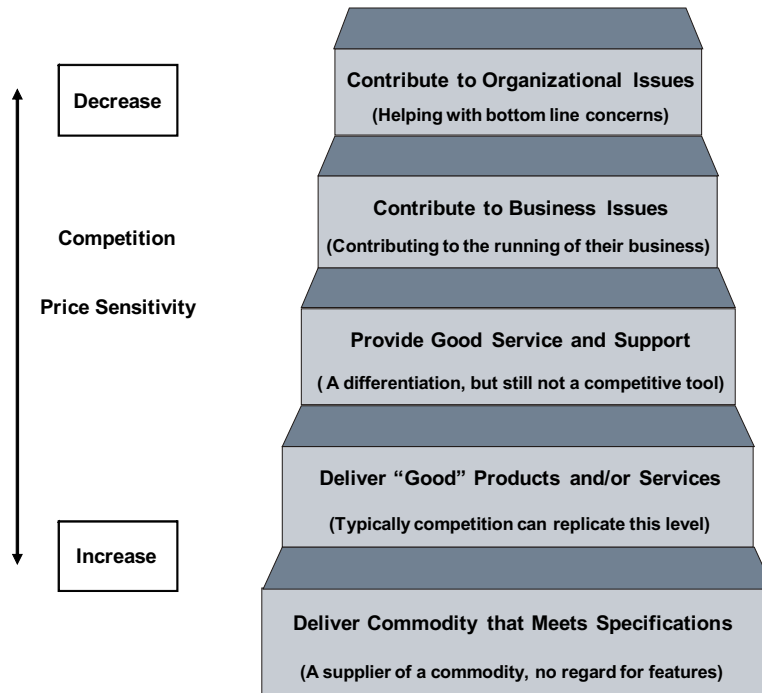 Decrease
Competition
Price Sensitivity
Increase
Contribute to Organizational Issues
(Helping with bottom line concerns)
Contribute to Business Issues
(Contributing to the running of their business)
Provide Good Service and Support
( A differentiation, but still not a competitive tool)
Deliver “Good” Products and/or Services
(Typically competition can replicate this level)
Deliver Commodity that Meets Specifications
(A supplier of a commodity, no regard for features)